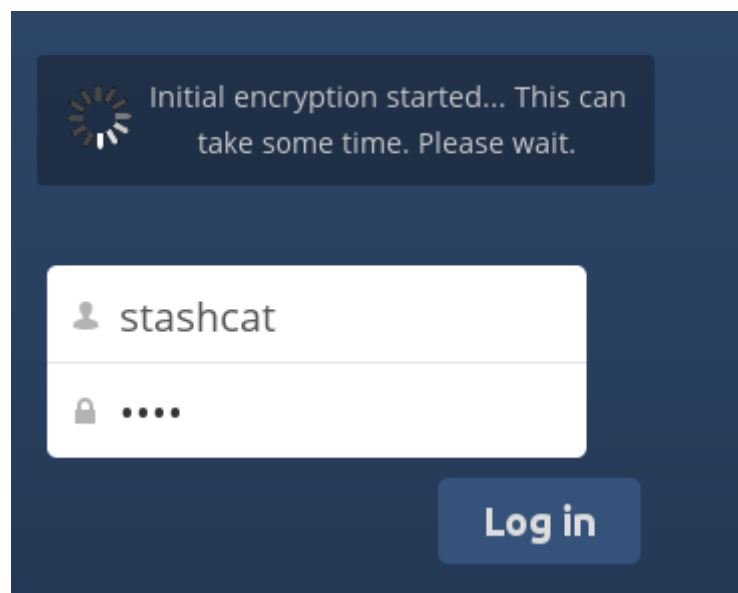 Initial encryption started... This can
take some time. Please wait.
stashcat
••••
Log in